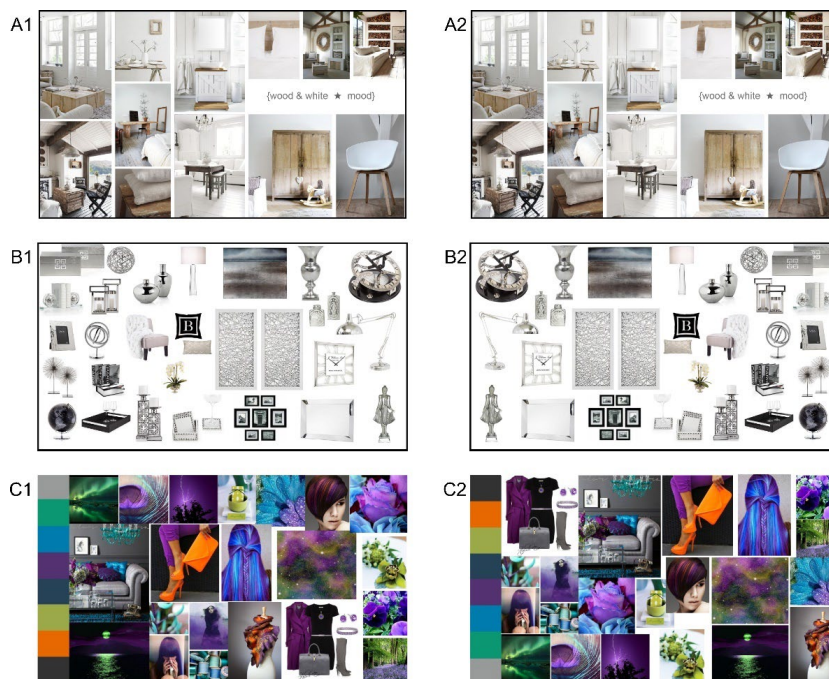 A1
{wood & white ★ mood}
A2
{wood & white ★ mood}
B1
B
B2
B
C1
C2